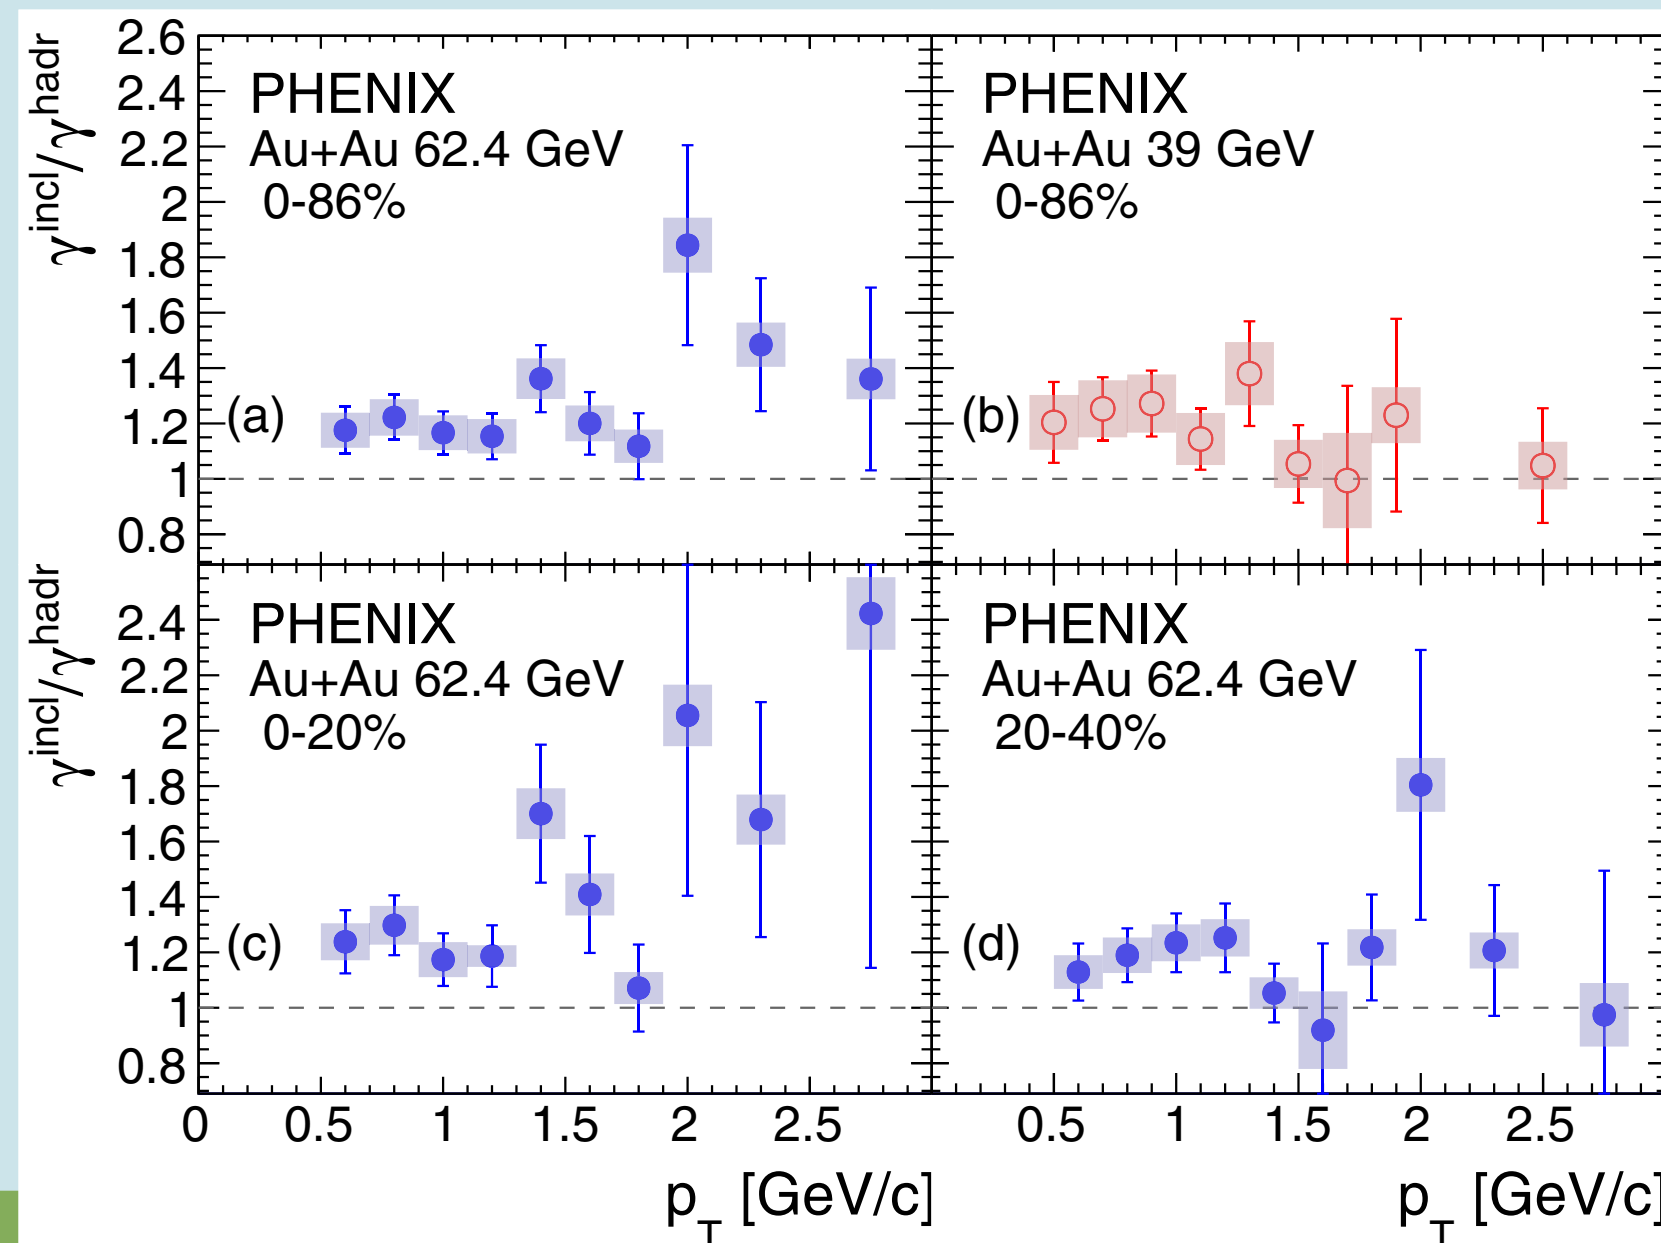 γincl/γhadr
2.6
2.4
2.2
2
1.8
1.6
1.4
1.2
1
0.8
PHENIX
Au+Au 62.4 GeV
0-86%
(a)
PHENIX
Au+Au 39 GeV
0-86%
(b)
γincl/γhadr
2.4
2.2
2
1.8
1.6
1.4
1.2
1
0.8
PHENIX
Au+Au 62.4 GeV
0-20%
(c)
PHENIX
Au+Au 62.4 GeV
20-40%
(d)
0 0.5 1 1.5 2 2.5
0.5 1 1.5 2 2.5
pT [GeV/c]
pT [GeV/c]